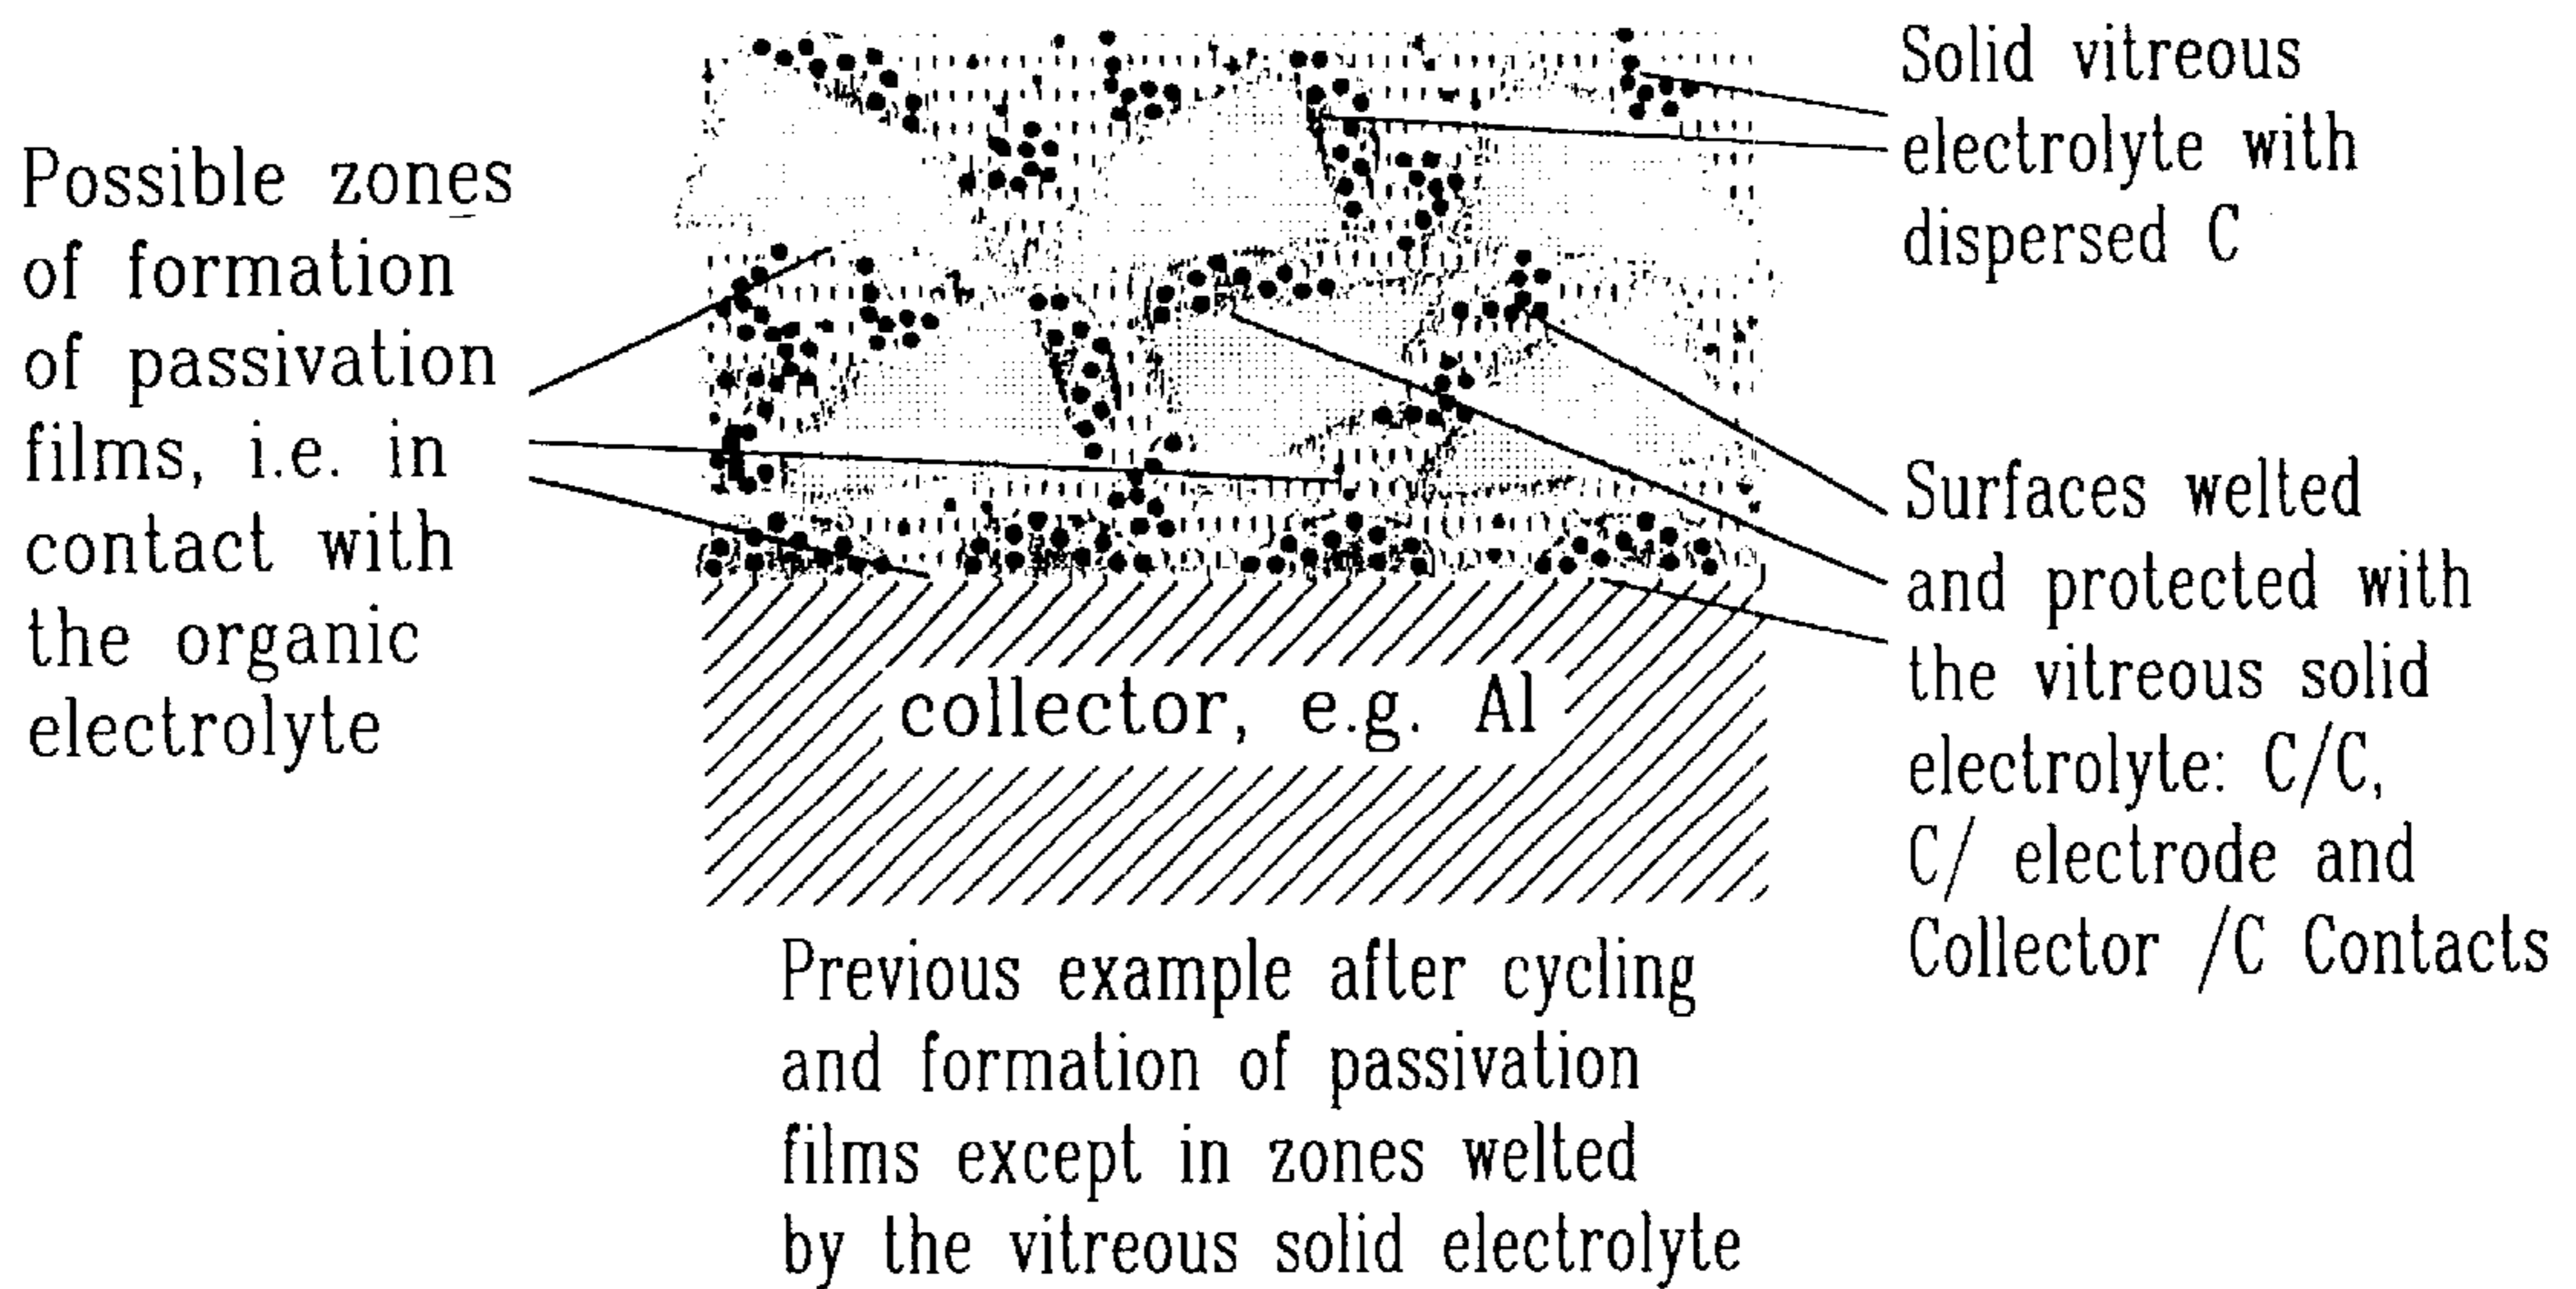 Possible zones
of formation
of passivation
films, i.e. in
contact with
the organic
electrolyte
Solid vitreous
electrolyte with
dispersed C
Surfaces welted
and protected with
the vitreous solid
electrolyte: C/C,
C/ electrode and
Collector /C Contacts
collector, e.g. Al
Previous example after cycling
and formation of passivation
films except in zones welted
by the vitreous solid electrolyte